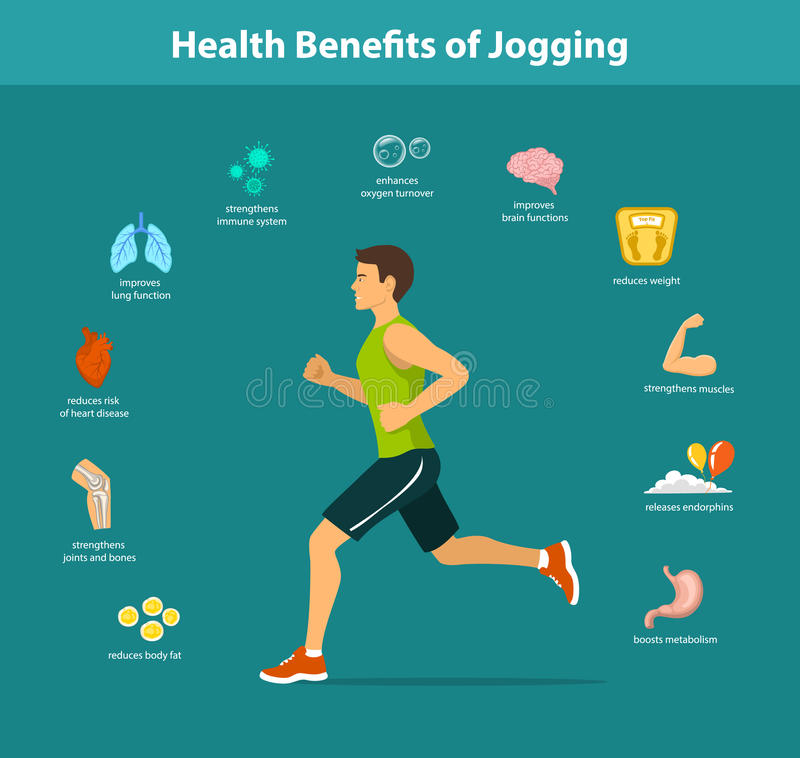 Health Benefits of Jogging
enhances
oxygen turnover
strengthens
immune system
improves
brain functions
improves
lung function
reduces weight
reduces risk
of heart disease
strengthens muscles
dreamstime
strengthens
joints and bones
releases endorphins
reduces body fat
boosts metabolism